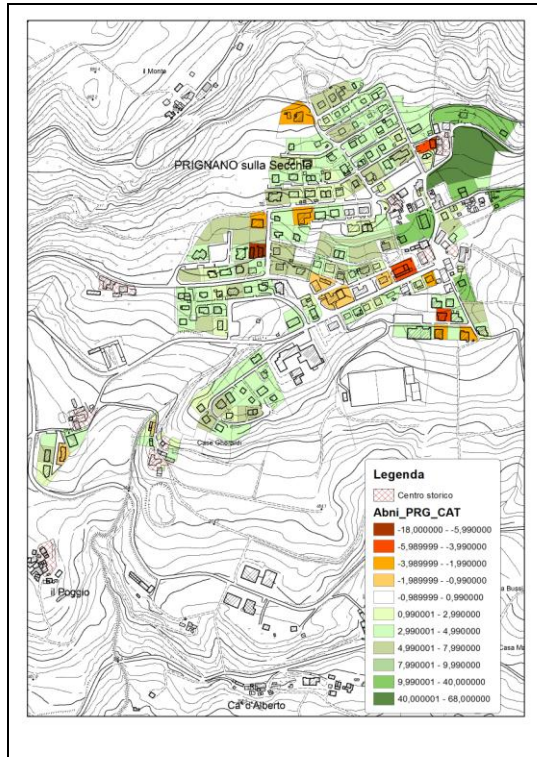 il Monte
PRIGNANO sulla Secchia
il Poggio
Ca' d'Alberto
Casa Ma
Legenda
Centro storico
Abni_PRG_CAT
-18,000000 - -5,990000
-5,989999 - -3,990000
-3,989999 - -1,990000
-1,989999 - -0,990000
-0,989999 - 0,990000
0,990001 - 2,990000
2,990001 - 4,990000
4,990001 - 7,990000
7,990001 - 9,990000
9,990001 - 40,000000
40,000001 - 68,000000